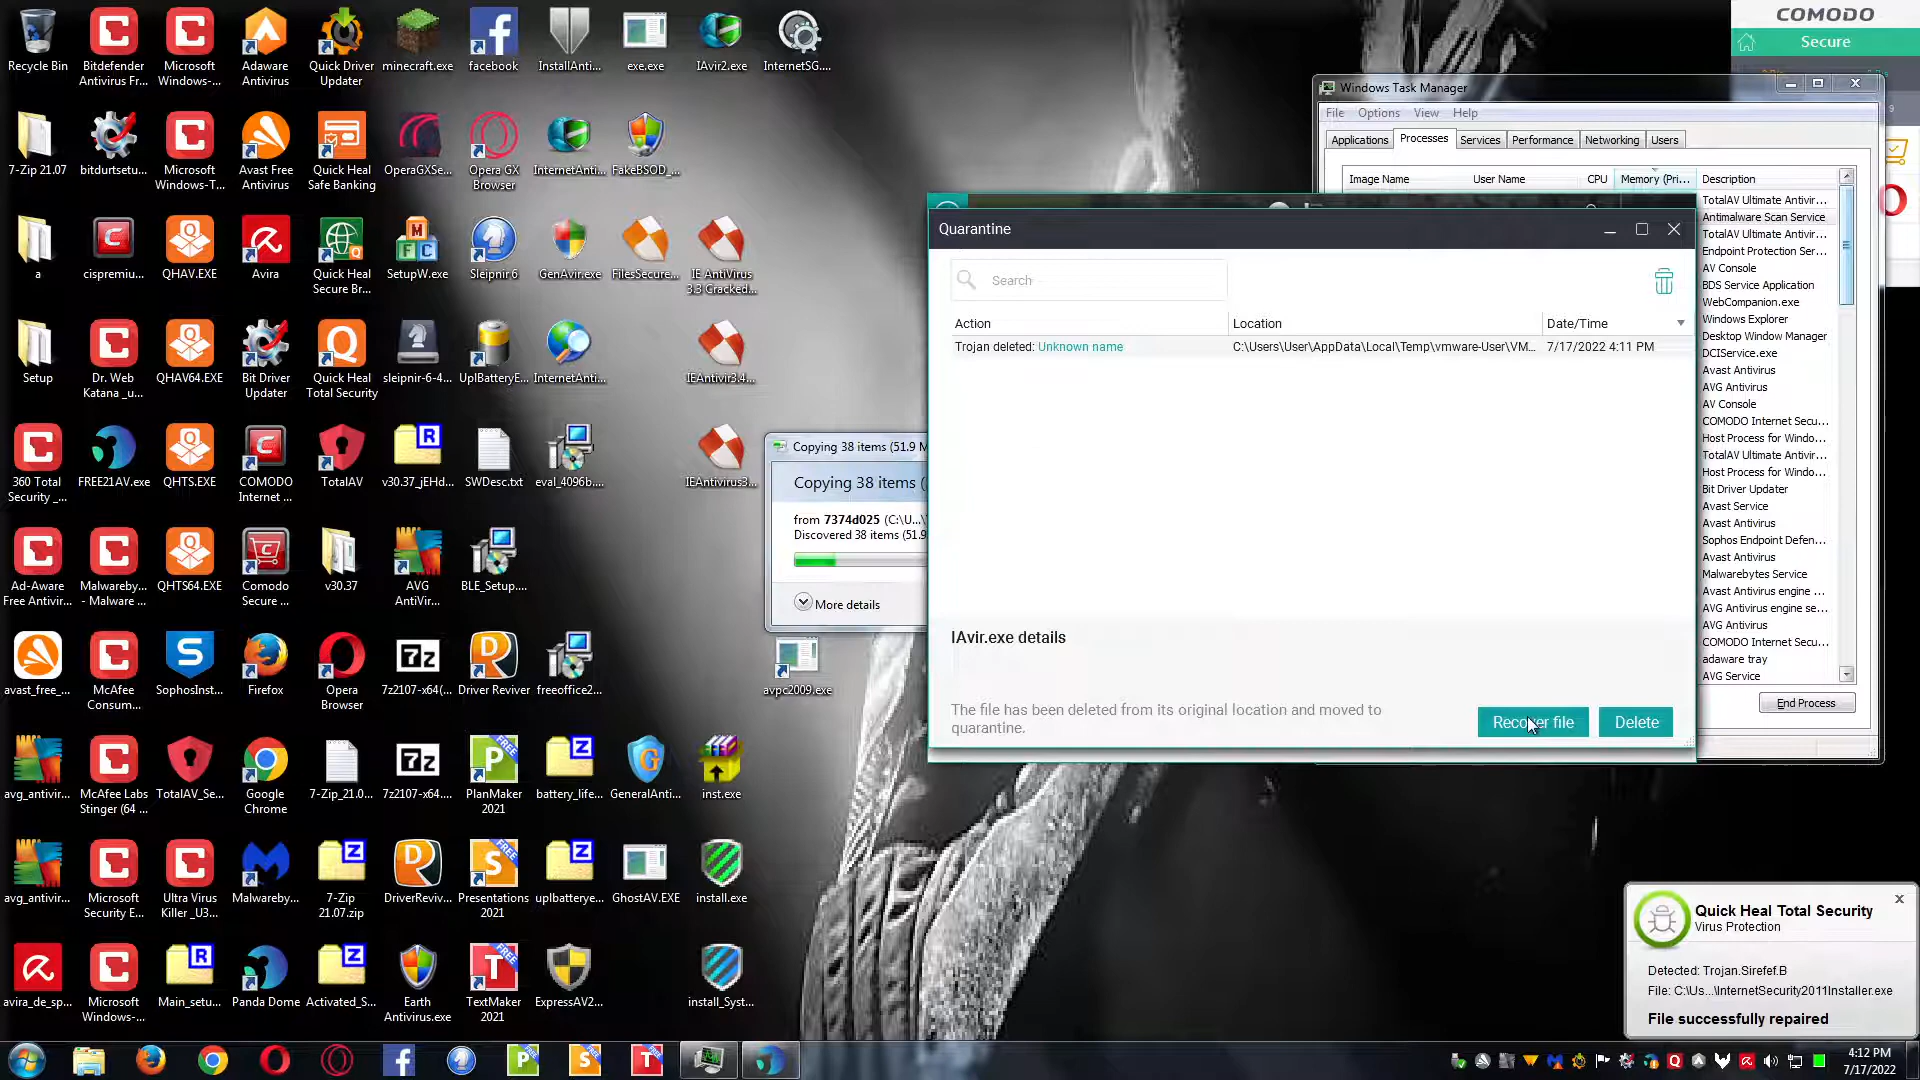 Recycle Bin
Bitdefender
Antivirus Fr...
Microsoft
Windows-...
Adaware
Antivirus
Quick Driver
Updater
minecraft.exe
facebook
InstallAnti...
exe.exe
IAvir2.exe
InternetSG....
7-Zip 21.07
bitdurtsetu...
Microsoft
Windows-T...
Avast Free
Antivirus
Quick Heal
Safe Banking
OperaGXSe...
Opera GX
Browser
InternetAnti...
FakeBSOD_...
a
cispremiu...
QHAV.EXE
Avira
Quick Heal
Secure Br...
SetupW.exe
Sleipnir 6
GenAvir.exe
FilesSecure...
IE AntiVirus
3.3 Cracked...
Setup
Dr. Web
Katana _u...
QHAV64.EXE
Bit Driver
Updater
Quick Heal
Total Security
sleipnir-6-4...
UplBatteryE...
InternetAnti...
IEAntivir3.4...
360 Total
Security _...
FREE21AV.exe
QHTS.EXE
COMODO
Internet ...
TotalAV
v30.37_jEHd...
SWDesc.txt
eval_4096b....
IEAntivirus3...
Ad-Aware
Free Antivir...
Malwareby...
- Malware ...
QHTS64.EXE
Comodo
Secure ...
v30.37
AVG
AntiVir...
BLE_Setup....
avast_free_...
McAfee
Consum...
SophosInst...
Firefox
Opera
Browser
7z2107-x64(...
Driver Reviver
freeoffice2...
avpc2009.exe
avg_antivir...
McAfee Labs
Stinger (64 ...
TotalAV_Se...
Google
Chrome
7-Zip_21.0...
7z2107-x64....
PlanMaker
2021
battery_life...
GeneralAnti...
inst.exe
avg_antivir...
Microsoft
Security E...
Ultra Virus
Killer _U3...
Malwareby...
7-Zip
21.07.zip
DriverReviv...
Presentations
2021
uplbatterye...
GhostAV.EXE
install.exe
avira_de_sp...
Microsoft
Windows-...
Main_setu...
Panda Dome
Activated_S...
Earth
Antivirus.exe
TextMaker
2021
ExpressAV2...
install_Syst...
Copying 38 items (51.9 M
Copying 38 items (
from 7374d025 (C:\U...\
Discovered 38 items (51.9
More details
COMODO
Secure
Windows Task Manager
File Options View Help
Applications Processes Services Performance Networking Users
Image Name User Name CPU Memory (Pri... Description
TotalAV Ultimate Antivir...
Antimalware Scan Service
TotalAV Ultimate Antivir...
Endpoint Protection Ser...
AV Console
BDS Service Application
WebCompanion.exe
Windows Explorer
Desktop Window Manager
DCIService.exe
Avast Antivirus
AVG Antivirus
AV Console
COMODO Internet Secu...
Host Process for Windo...
TotalAV Ultimate Antivir...
Host Process for Windo...
Bit Driver Updater
Avast Service
Avast Antivirus
Sophos Endpoint Defen...
Avast Antivirus
Malwarebytes Service
Avast Antivirus engine ...
AVG Antivirus engine se...
AVG Antivirus
COMODO Internet Secu...
adaware tray
AVG Service
End Process
Quarantine
Search
Action Location Date/Time
Trojan deleted: Unknown name C:\Users\User\AppData\Local\Temp\vmware-User\VM... 7/17/2022 4:11 PM
IAvir.exe details
The file has been deleted from its original location and moved to
quarantine.
Recover file Delete
Quick Heal Total Security
Virus Protection
Detected: Trojan.Sirefef.B
File: C:\Us...\InternetSecurity2011Installer.exe
File successfully repaired
4:12 PM
7/17/2022